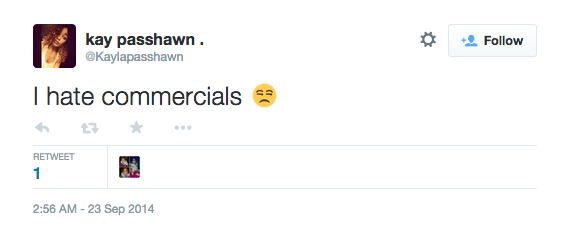 kay passhawn .
@Kaylapasshawn
Follow
I hate commercials 😒
RETWEET
1
2:56 AM - 23 Sep 2014